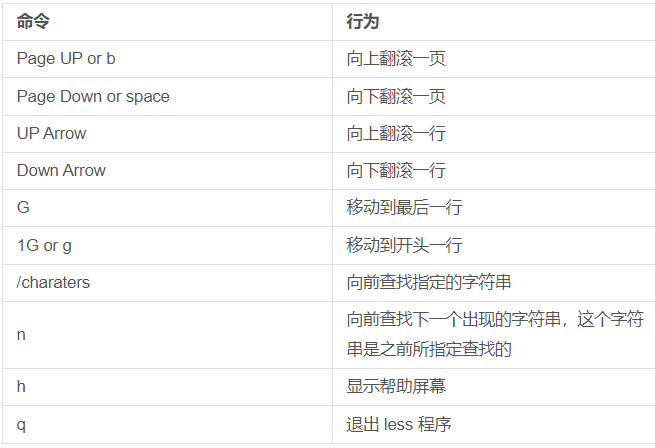 命令 行为
Page UP or b 向上翻滚一页
Page Down or space 向下翻滚一页
UP Arrow 向上翻滚一行
Down Arrow 向下翻滚一行
G 移动到最后一行
1G or g 移动到开头一行
/charaters 向前查找指定的字符串
n 向前查找下一个出现的字符串，这个字符
串是之前所指定查找的
h 显示帮助屏幕
q 退出 less 程序